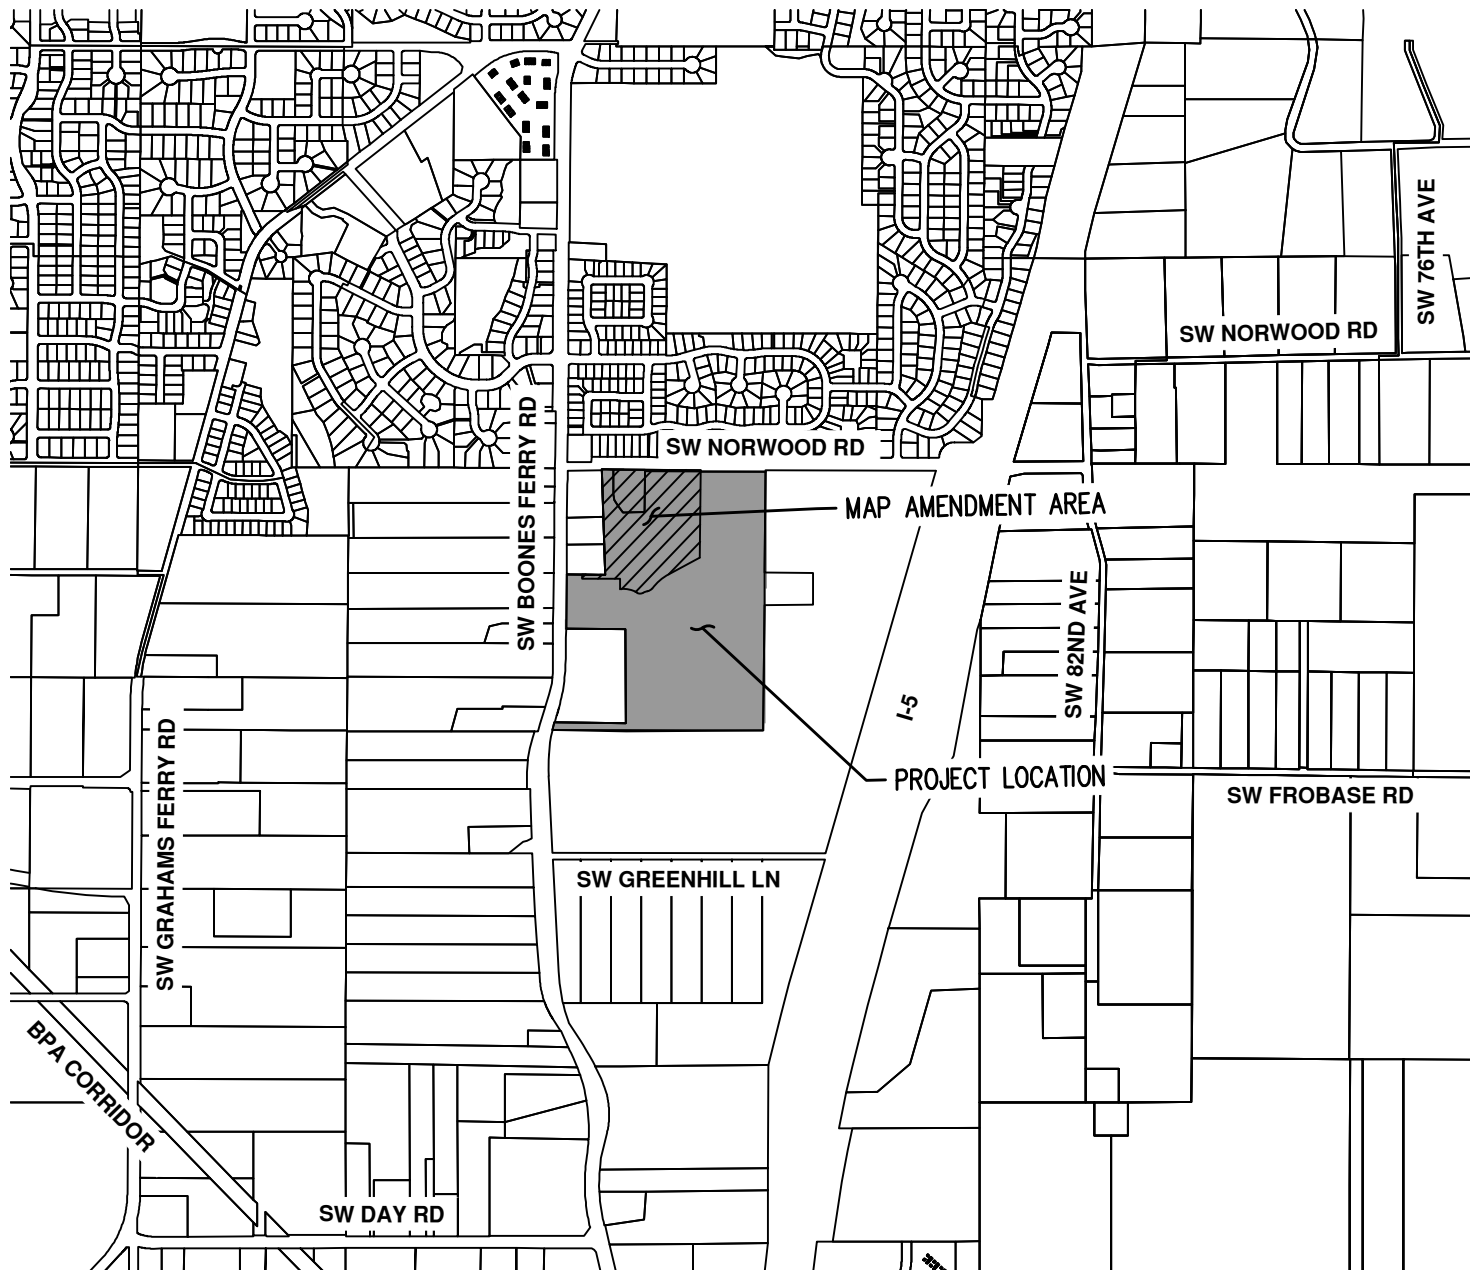 SW 76TH AVE
SW NORWOOD RD
SW NORWOOD RD
SW BOONES FERRY RD
MAP AMENDMENT AREA
SW 82ND AVE
I-5
SW GRAHAMS FERRY RD
PROJECT LOCATION
SW FROBASE RD
SW GREENHILL LN
BPA CORRIDOR
SW DAY RD